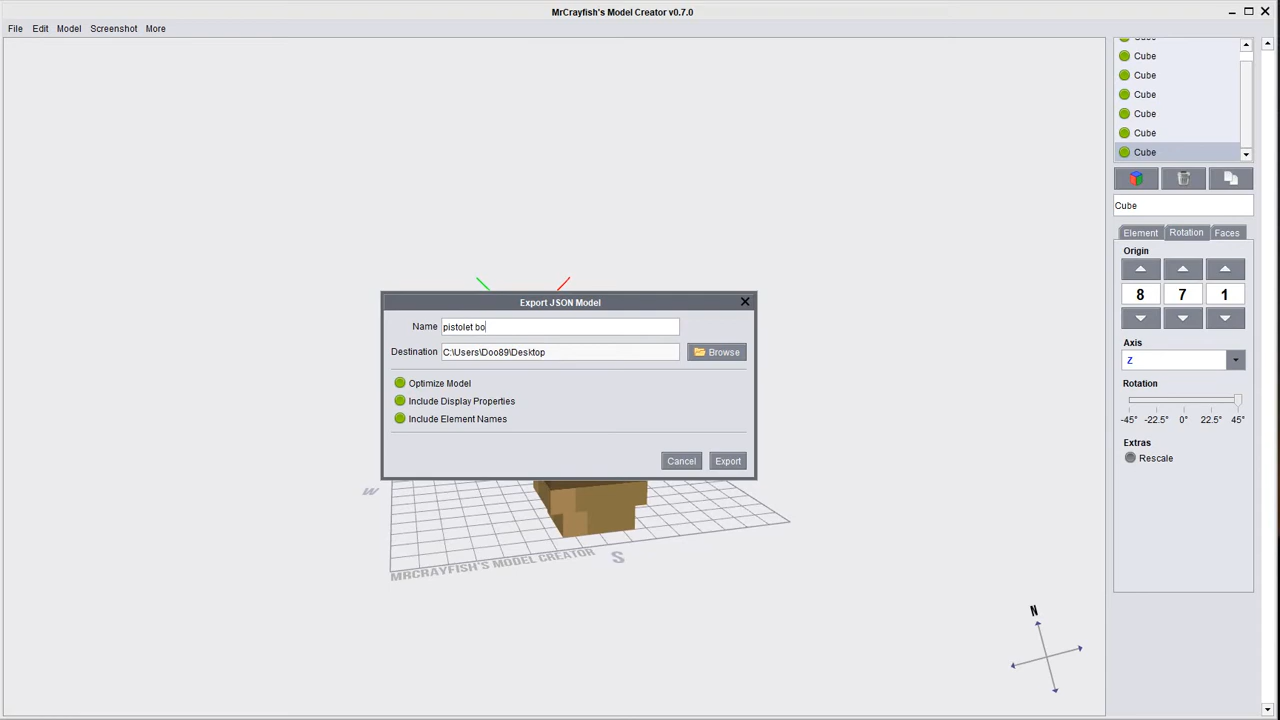 MrCrayfish's Model Creator v0.7.0
File Edit Model Screenshot More
Cube
Cube
Cube
Cube
Cube
Cube
Cube
Element Rotation Faces
Origin
8 7 1
Axis
Z
Rotation
-45° -22.5° 0° 22.5° 45°
Extras
Rescale
Export JSON Model
Name pistolet bo
Destination C:\Users\Doo89\Desktop Browse
Optimize Model
Include Display Properties
Include Element Names
Cancel Export
W
MRCRAYFISH'S MODEL CREATOR
S
N